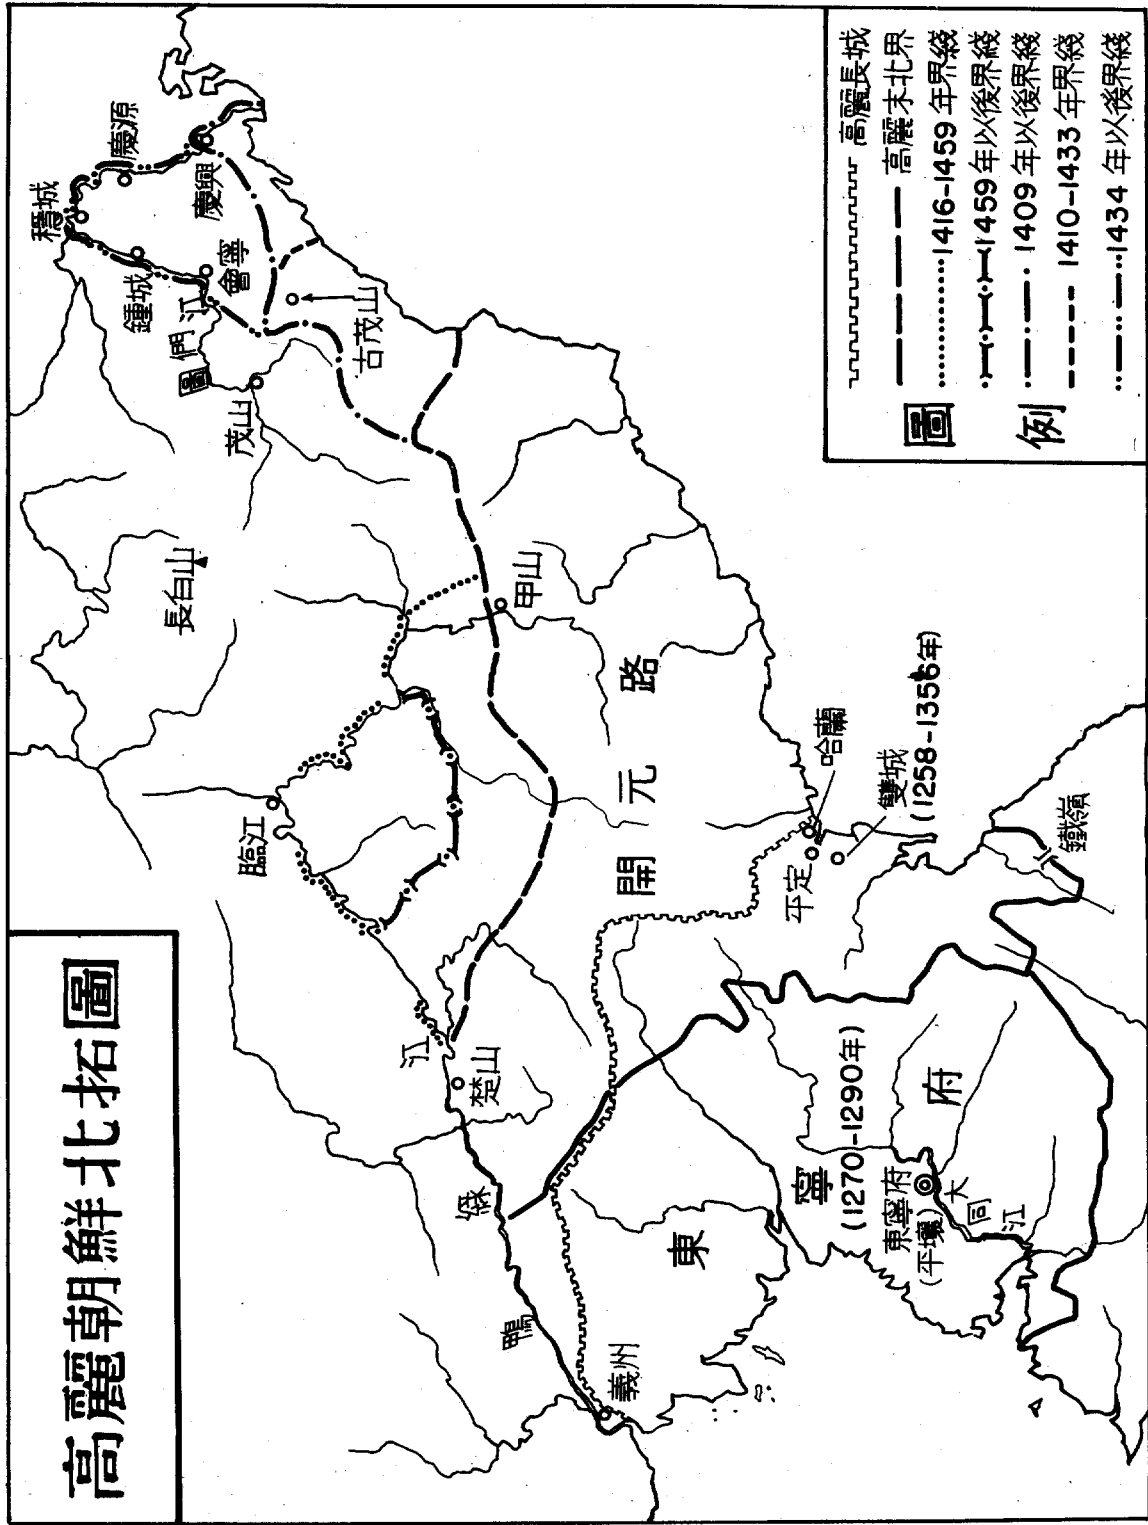 高麗朝鮮北拓圖
穩城
慶源
鍾城
會寧
慶興
圖們江
茂山
古茂山
長白山
臨江
甲山
江
楚山
綠
鴨
義州
開元路
哈蘭
平定
雙城
(1258-1356年)
鐵嶺
東寧府
(1270-1290年)
東寧府
(平壤)
大同江
圖例
高麗長城
高麗末北界
1416-1459年界綫
1459年以後界綫
1409年以後界綫
1410-1433年界綫
1434年以後界綫